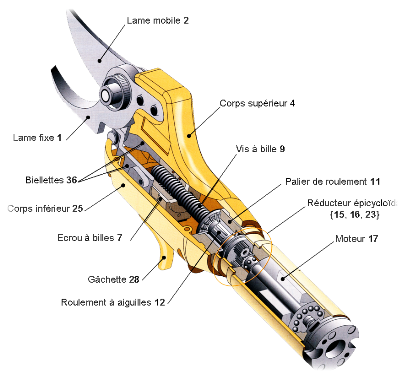 Lame mobile 2
Corps supérieur 4
Lame fixe 1
Vis à bille 9
Biellettes 36
Palier de roulement 11
Corps inférieur 25
Réducteur épicycloïd
{15, 16, 23}
Ecrou à billes 7
Moteur 17
Gâchette 28
Roulement à aiguilles 12